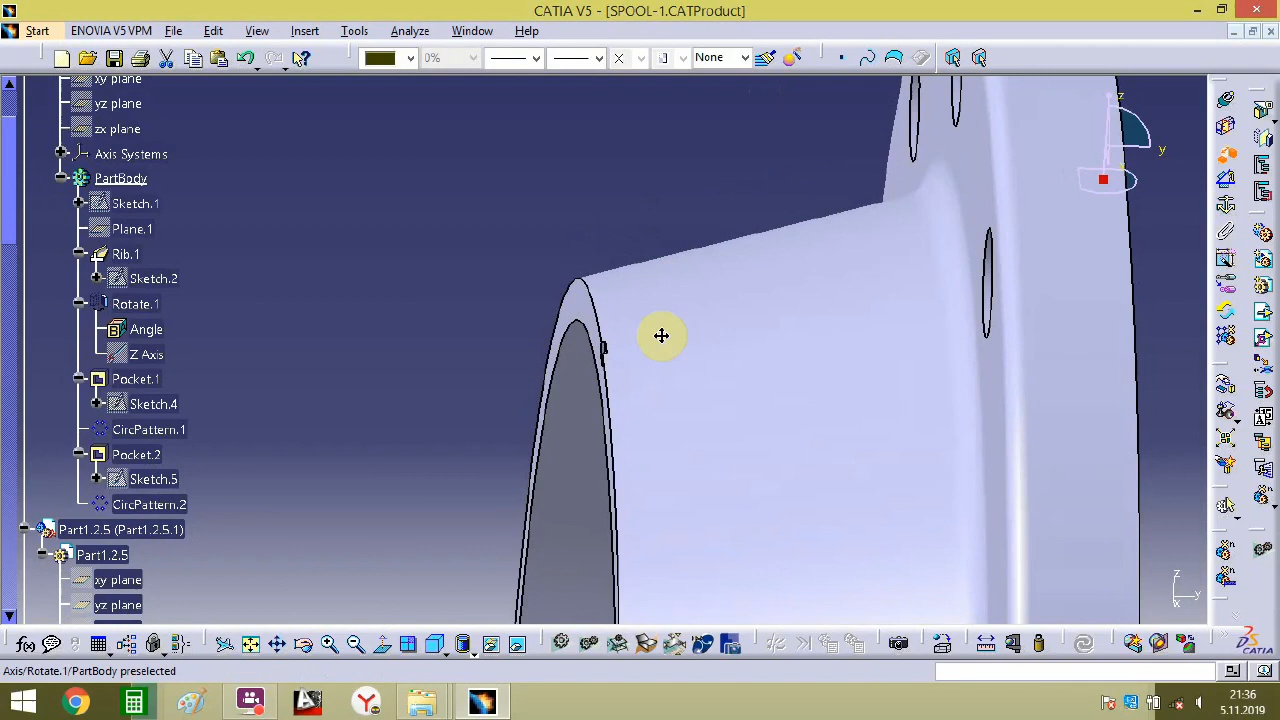 CATIA V5 - [SPOOL-1.CATProduct]
Start ENOVIA V5 VPM File Edit View Insert Tools Analyze Window Help
0% None
xy plane
yz plane
zx plane
Axis Systems
PartBody
Sketch.1
Plane.1
Rib.1
Sketch.2
Rotate.1
Angle
Z Axis
Pocket.1
Sketch.4
CircPattern.1
Pocket.2
Sketch.5
CircPattern.2
Part1.2.5 (Part1.2.5.1)
Part1.2.5
xy plane
yz plane
z
y
z
y
x
CATIA
Axis/Rotate.1/PartBody preselected
21:36
5.11.2019